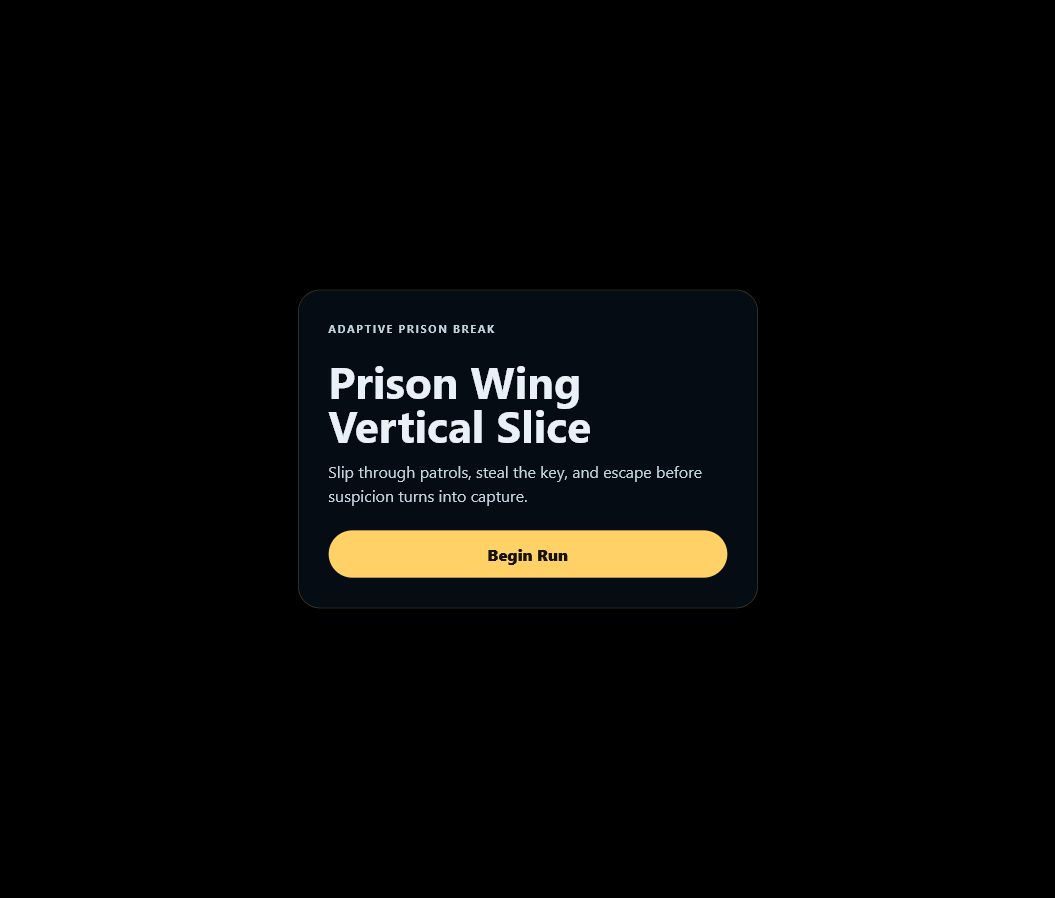 ADAPTIVE PRISON BREAK
Prison Wing
Vertical Slice
Slip through patrols, steal the key, and escape before
suspicion turns into capture.
Begin Run